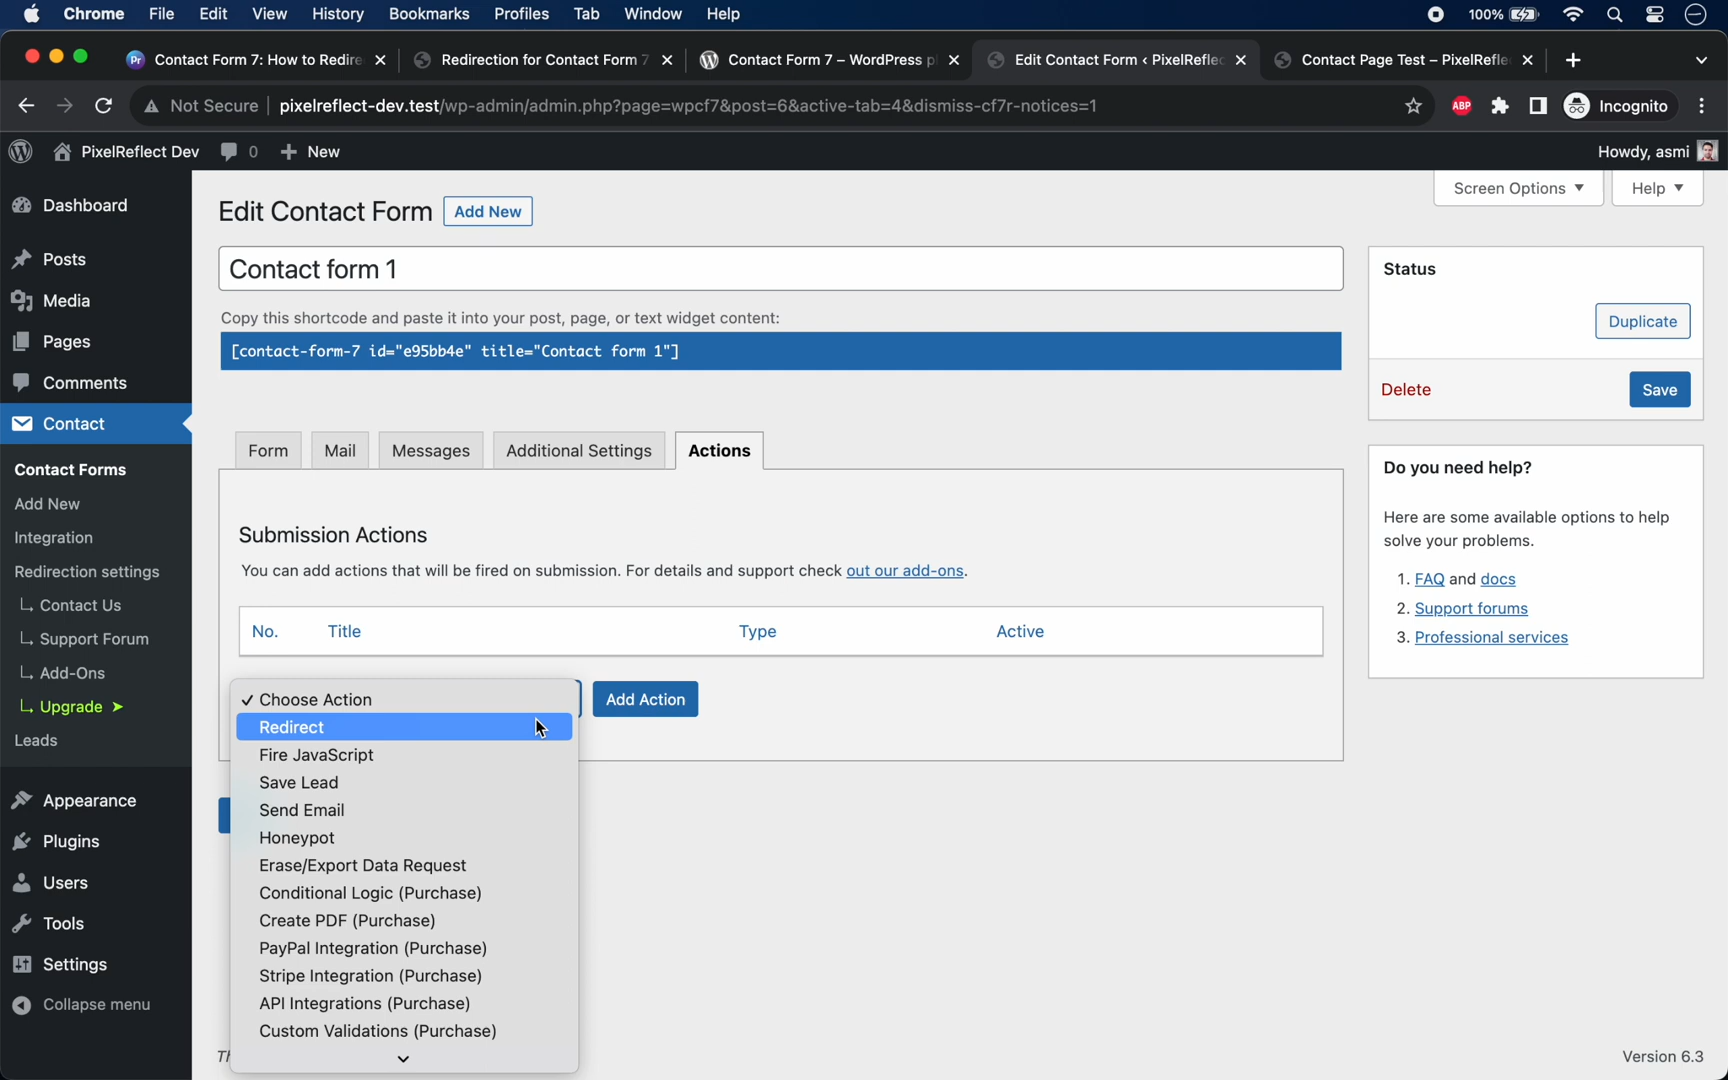 Chrome File Edit View History Bookmarks Profiles Tab Window Help 100%
Pr Contact Form 7: How to Redire Redirection for Contact Form 7 Contact Form 7 – WordPress p Edit Contact Form ‹ PixelReflec Contact Page Test – PixelRefle
Not Secure pixelreflect-dev.test/wp-admin/admin.php?page=wpcf7&post=6&active-tab=4&dismiss-cf7r-notices=1 ABP Incognito
PixelReflect Dev 0 New Howdy, asmi
Screen Options ▼ Help ▼
Dashboard
Posts
Media
Pages
Comments
Contact
Contact Forms
Add New
Integration
Redirection settings
Contact Us
Support Forum
Add-Ons
Upgrade ➤
Leads
Appearance
Plugins
Users
Tools
Settings
Collapse menu
Edit Contact Form Add New
Contact form 1
Copy this shortcode and paste it into your post, page, or text widget content:
[contact-form-7 id="e95bb4e" title="Contact form 1"]
Form Mail Messages Additional Settings Actions
Submission Actions
You can add actions that will be fired on submission. For details and support check out our add-ons.
No. Title Type Active
✓ Choose Action
Add Action
Redirect
Fire JavaScript
Save Lead
Send Email
Honeypot
Erase/Export Data Request
Conditional Logic (Purchase)
Create PDF (Purchase)
PayPal Integration (Purchase)
Stripe Integration (Purchase)
API Integrations (Purchase)
Custom Validations (Purchase)
Status
Duplicate
Delete Save
Do you need help?
Here are some available options to help
solve your problems.
1. FAQ and docs
2. Support forums
3. Professional services
Version 6.3